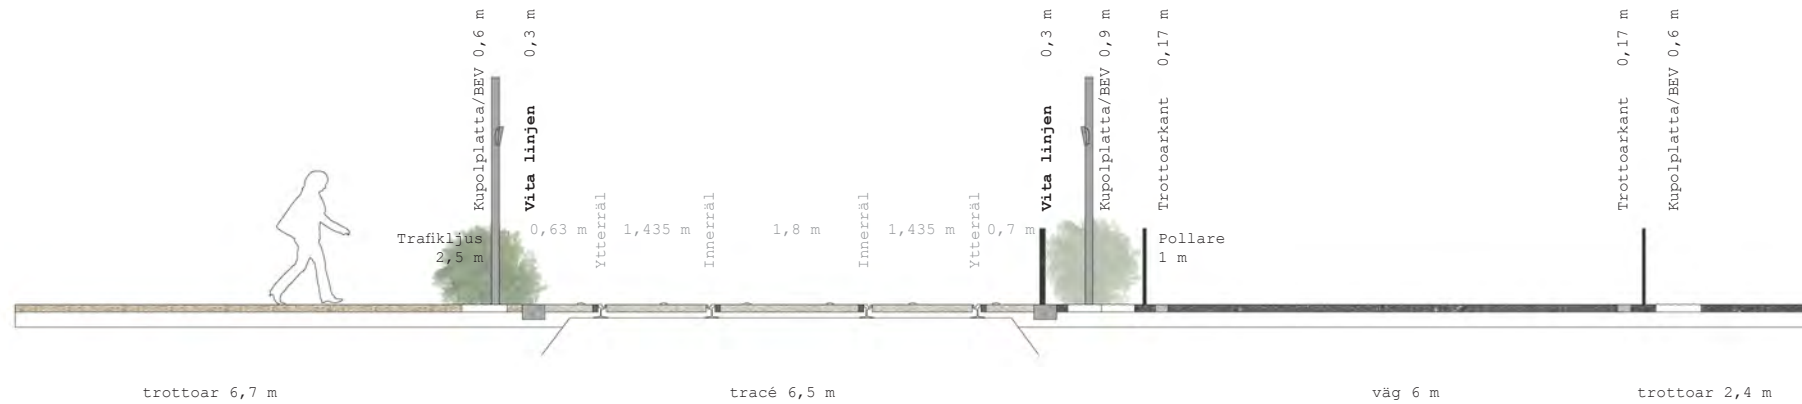 Kupolplatta/BEV 0,6 m
Vita linjen 0,3 m
Vita linjen 0,3 m
Kupolplatta/BEV 0,9 m
Trottoarkant 0,17 m
Trottoarkant 0,17 m
Kupolplatta/BEV 0,6 m
Trafikljus
2,5 m
0,63 m
Ytterräl
1,435 m
Innerräl
1,8 m
Innerräl
1,435 m
Ytterräl
0,7 m
Pollare
1 m
trottoar 6,7 m
tracé 6,5 m
väg 6 m
trottoar 2,4 m